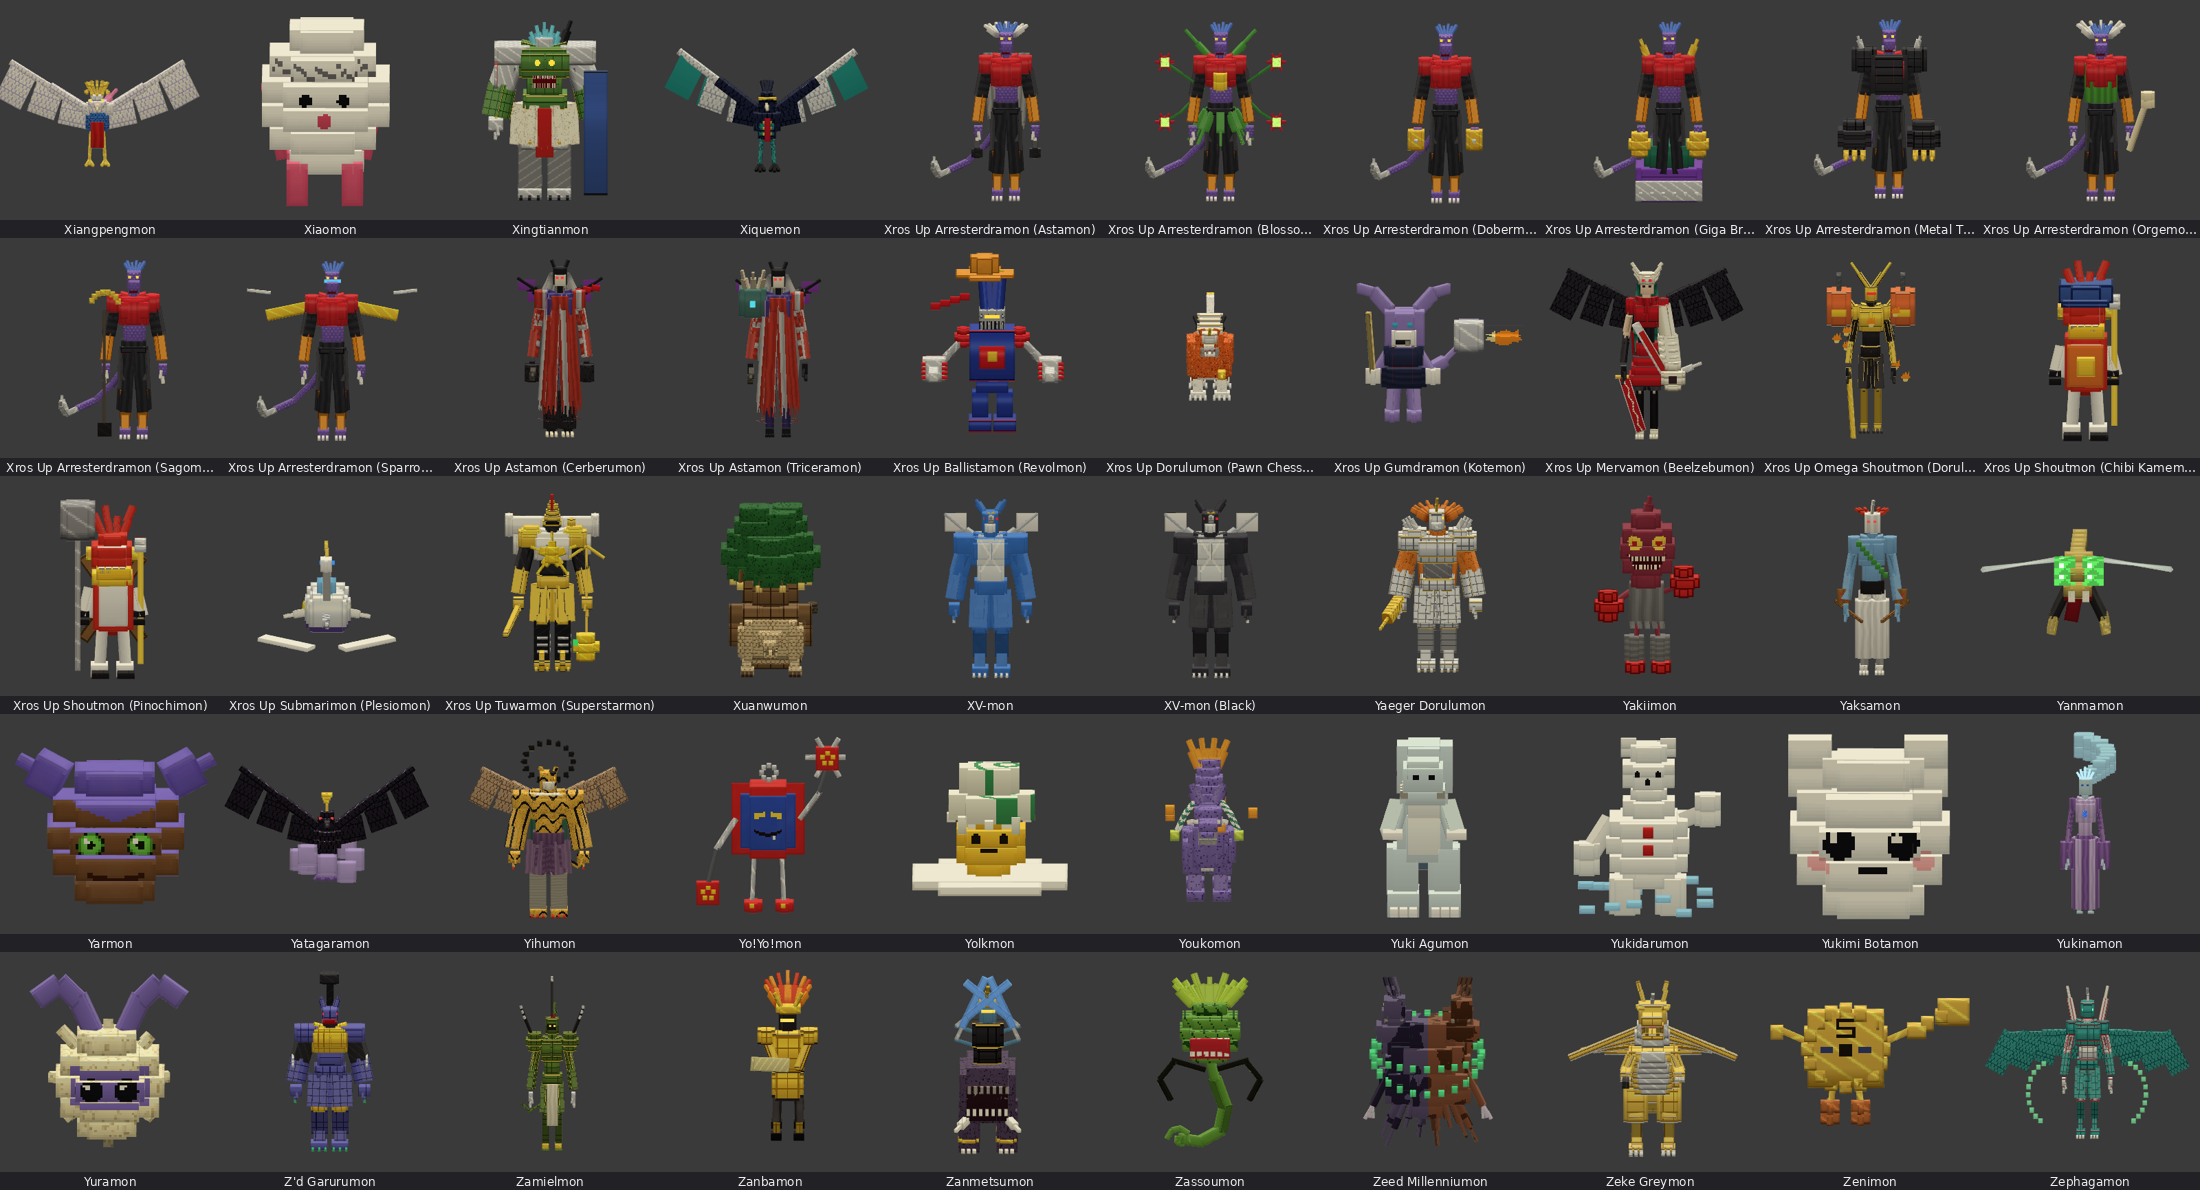 Xiangpengmon Xiaomon Xingtianmon Xiquemon Xros Up Arresterdramon (Astamon) Xros Up Arresterdramon (Blosso... Xros Up Arresterdramon (Doberm... Xros Up Arresterdramon (Giga Br... Xros Up Arresterdramon (Metal T... Xros Up Arresterdramon (Orgemo...
Xros Up Arresterdramon (Sagom... Xros Up Arresterdramon (Sparro... Xros Up Astamon (Cerberumon) Xros Up Astamon (Triceramon) Xros Up Ballistamon (Revolmon) Xros Up Dorulumon (Pawn Chess... Xros Up Gumdramon (Kotemon) Xros Up Mervamon (Beelzebumon) Xros Up Omega Shoutmon (Dorul... Xros Up Shoutmon (Chibi Kamem...
Xros Up Shoutmon (Pinochimon) Xros Up Submarimon (Plesiomon) Xros Up Tuwarmon (Superstarmon) Xuanwumon XV-mon XV-mon (Black) Yaeger Dorulumon Yakiimon Yaksamon Yanmamon
Yarmon Yatagaramon Yihumon Yo!Yo!mon Yolkmon Youkomon Yuki Agumon Yukidarumon Yukimi Botamon Yukinamon
S
Yuramon Z'd Garurumon Zamielmon Zanbamon Zanmetsumon Zassoumon Zeed Millenniumon Zeke Greymon Zenimon Zephagamon